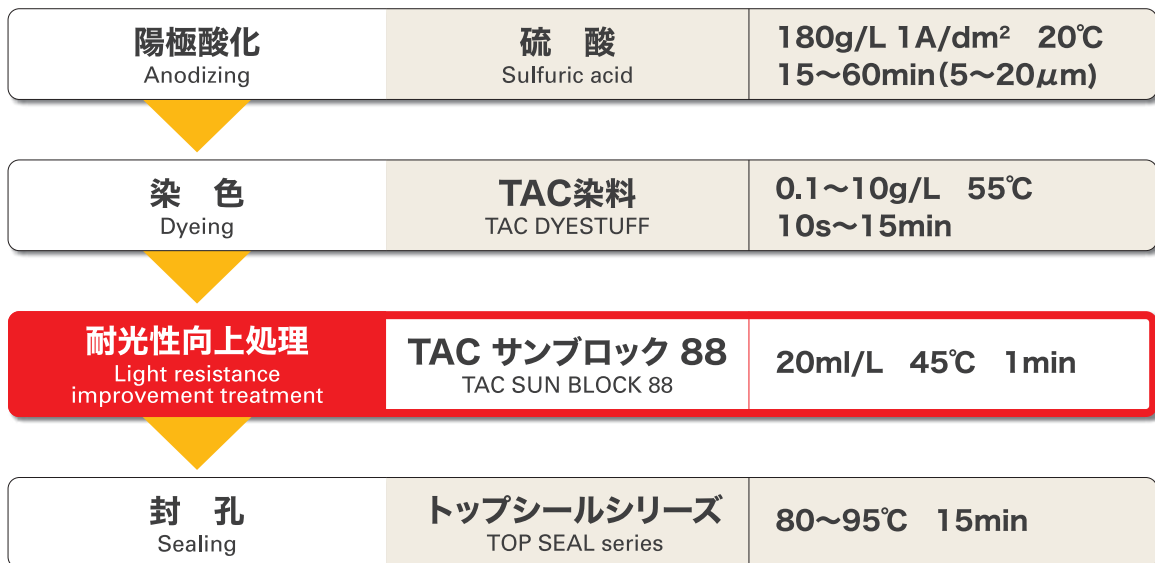 陽極酸化
Anodizing
硫 酸
Sulfuric acid
180g/L 1A/dm² 20℃
15〜60min(5〜20μm)
染 色
Dyeing
TAC染料
TAC DYESTUFF
0.1〜10g/L 55℃
10s〜15min
耐光性向上処理
Light resistance
improvement treatment
TAC サンブロック 88
TAC SUN BLOCK 88
20ml/L 45℃ 1min
封 孔
Sealing
トップシールシリーズ
TOP SEAL series
80〜95℃ 15min